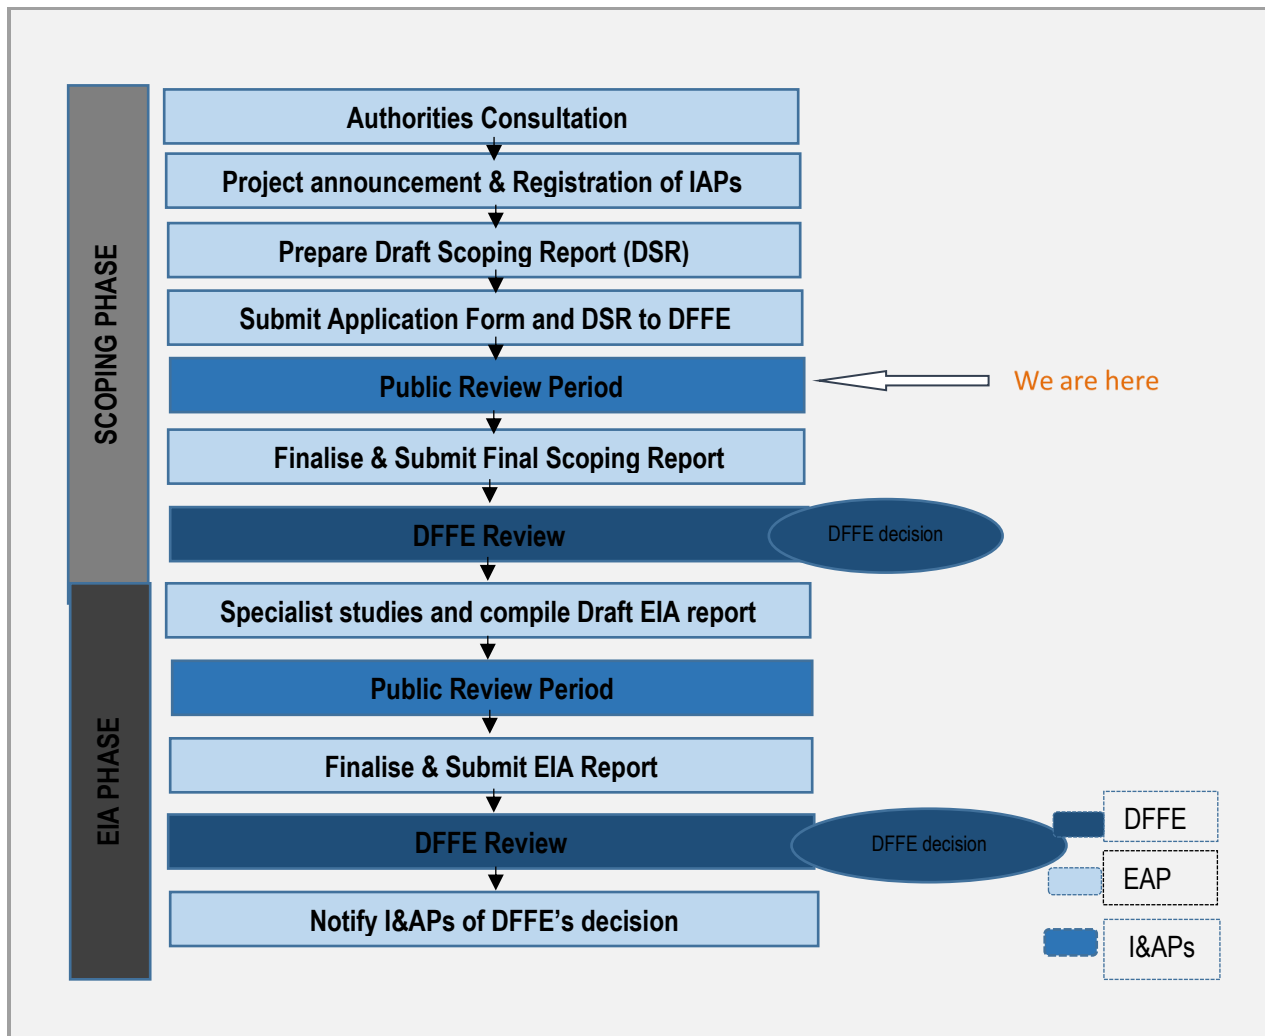 SCOPING PHASE
Authorities Consultation
Project announcement & Registration of IAPs
Prepare Draft Scoping Report (DSR)
Submit Application Form and DSR to DFFE
Public Review Period
We are here
Finalise & Submit Final Scoping Report
DFFE Review
DFFE decision
EIA PHASE
Specialist studies and compile Draft EIA report
Public Review Period
Finalise & Submit EIA Report
DFFE Review
DFFE decision
Notify I&APs of DFFE’s decision
DFFE
EAP
I&APs